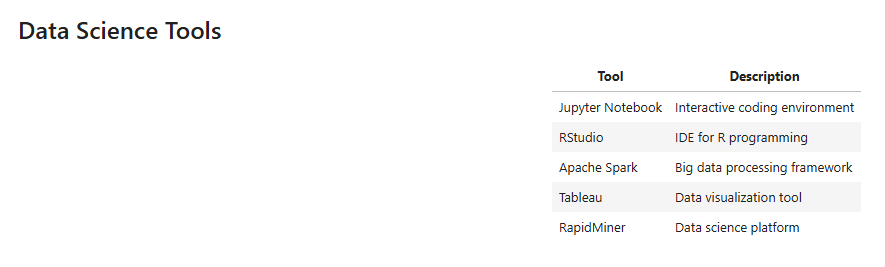 Data Science Tools
Tool Description
Jupyter Notebook Interactive coding environment
RStudio IDE for R programming
Apache Spark Big data processing framework
Tableau Data visualization tool
RapidMiner Data science platform